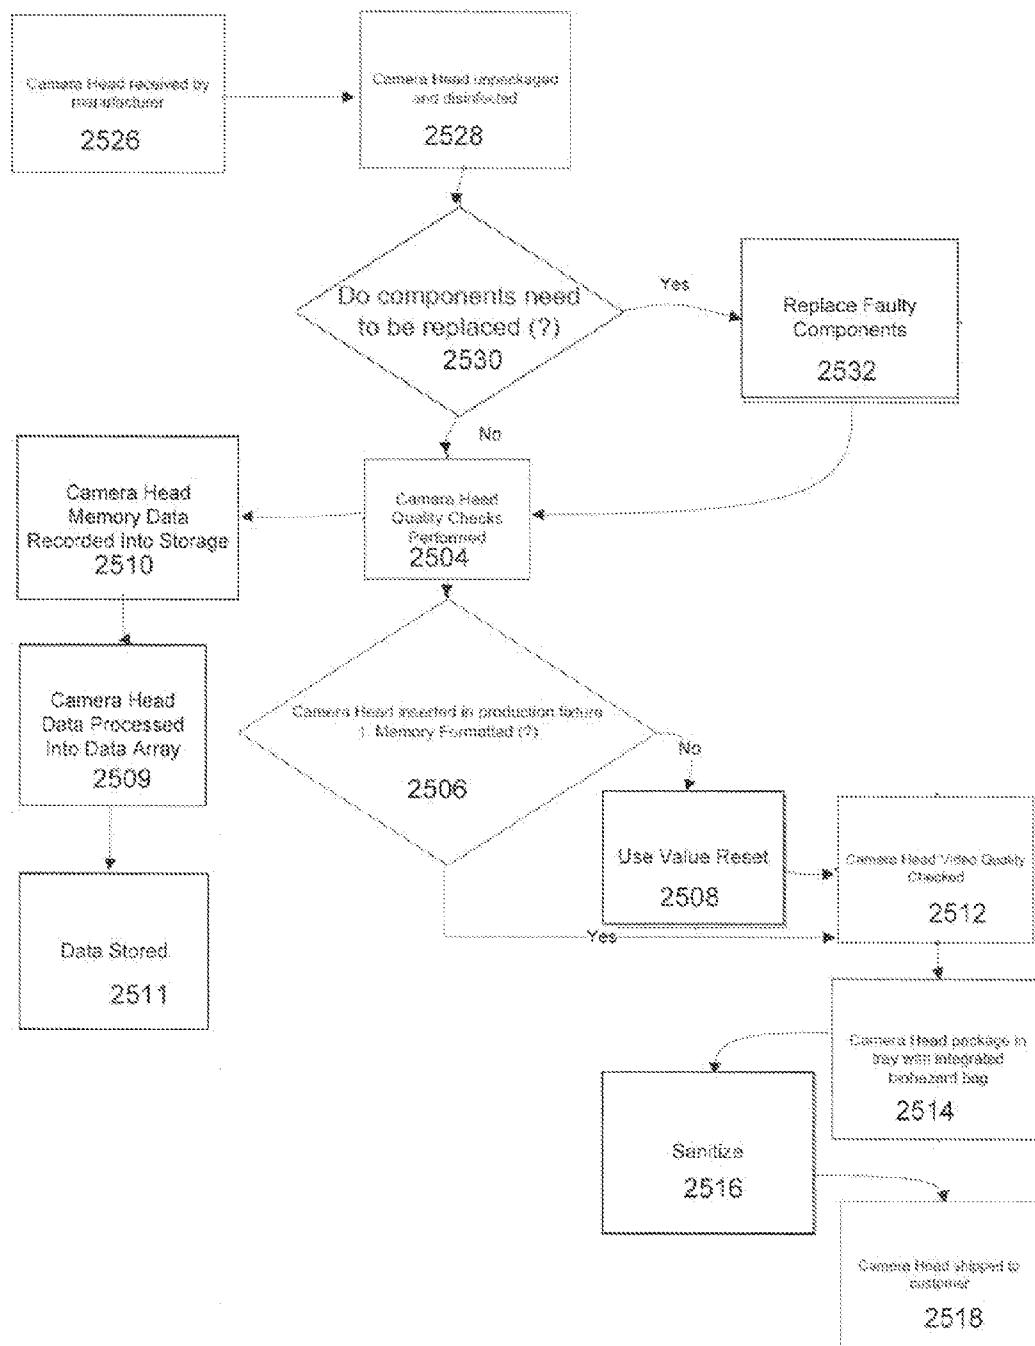 Camera Head received by
manufacturer
2526
Camera Head unpackaged
and disinfected
2528
Do components need
to be replaced (?)
2530
Yes
Replace Faulty
Components
2532
No
Camera Head
Memory Data
Recorded Into Storage
2510
Camera Head
Quality Checks
Performed
2504
Camera Head
Data Processed
Into Data Array
2509
Camera Head inserted in production fixture
1. Memory Formatted (?)
2506
No
Use Value Reset
2508
Camera Head Video Quality
Checked
2512
Yes
Data Stored
2511
Camera Head package in
tray with integrated
biohazard bag
2514
Sanitize
2516
Camera Head shipped to
customer
2518